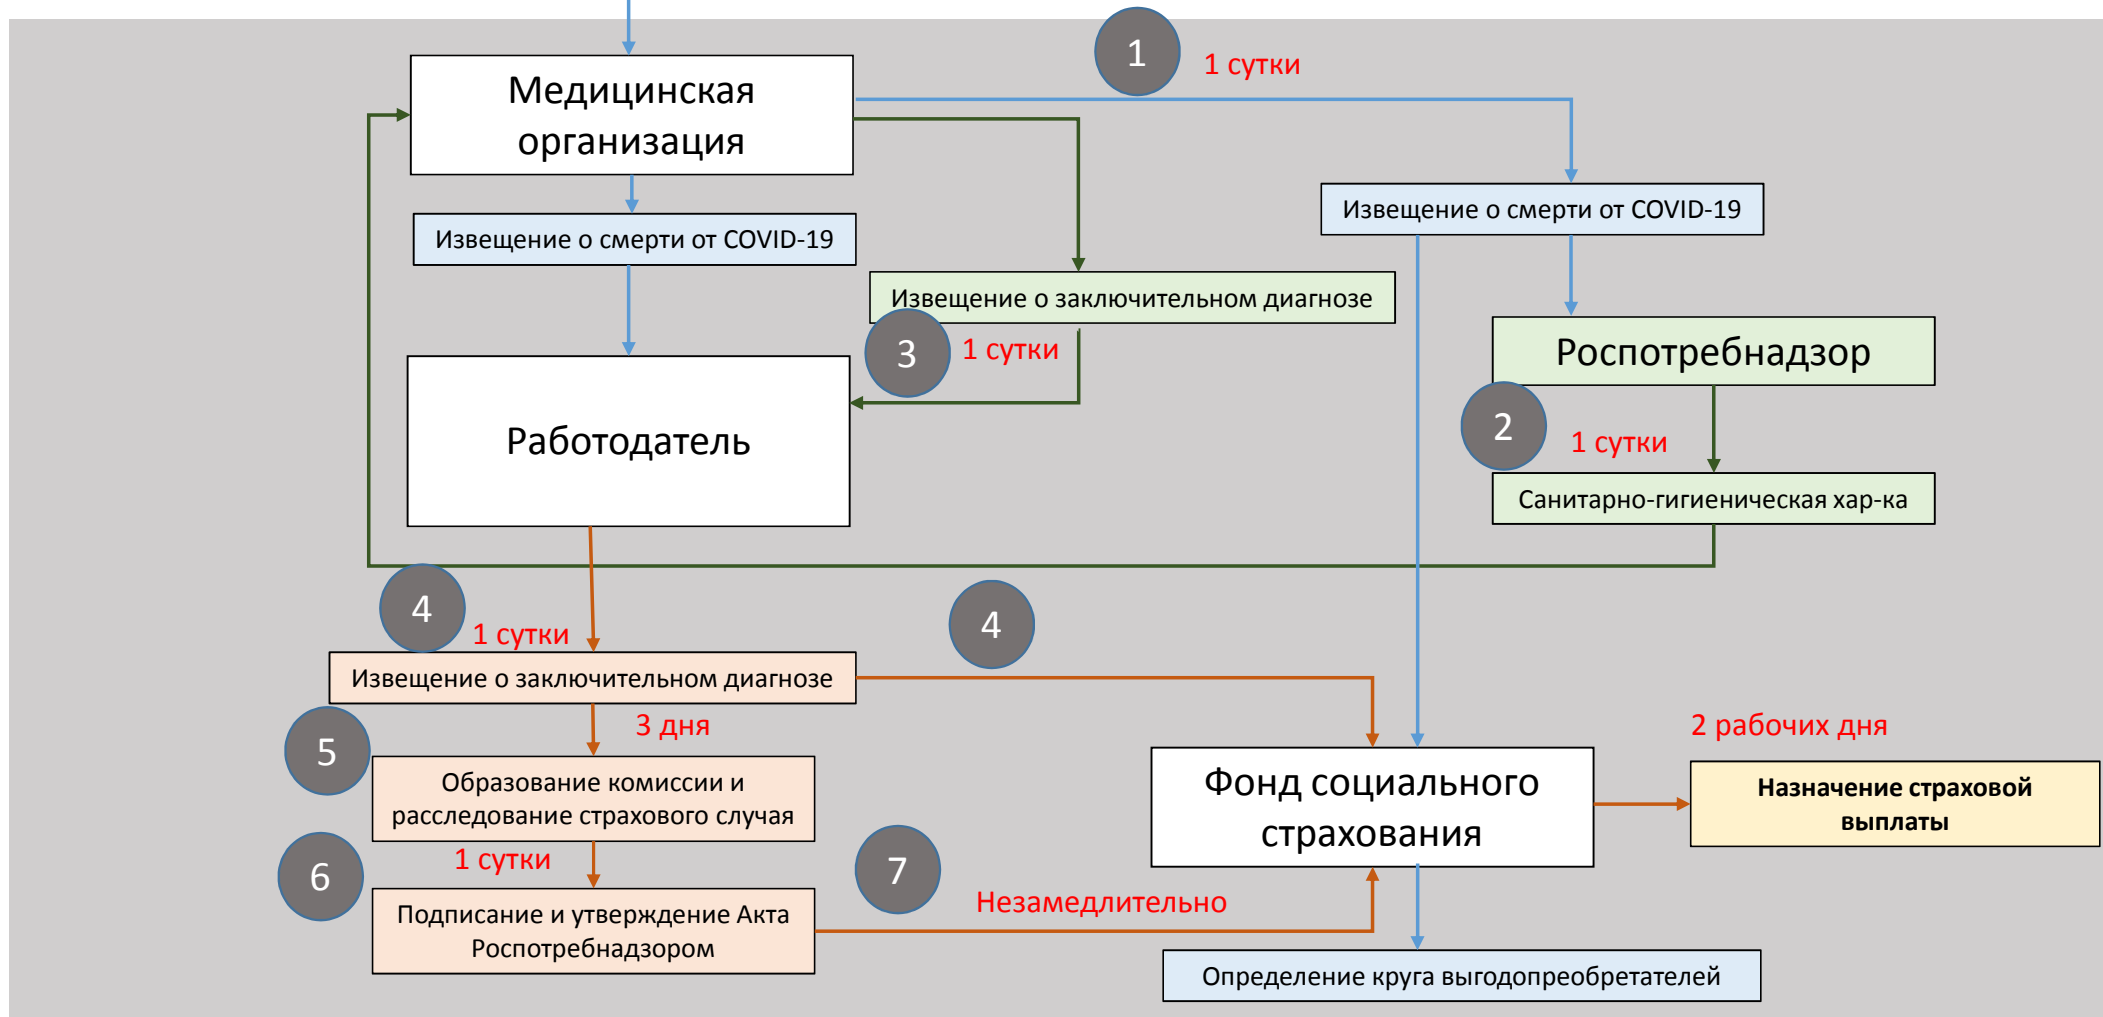 1
1 сутки
Медицинская
организация
Извещение о смерти от COVID-19
Извещение о смерти от COVID-19
Извещение о заключительном диагнозе
3
1 сутки
Роспотребнадзор
2
1 сутки
Работодатель
Санитарно-гигиеническая хар-ка
4
1 сутки
4
Извещение о заключительном диагнозе
5
3 дня
2 рабочих дня
Образование комиссии и
расследование страхового случая
Фонд социального
страхования
Назначение страховой
выплаты
6
1 сутки
7
Незамедлительно
Подписание и утверждение Акта
Роспотребнадзором
Определение круга выгодопреобретателей